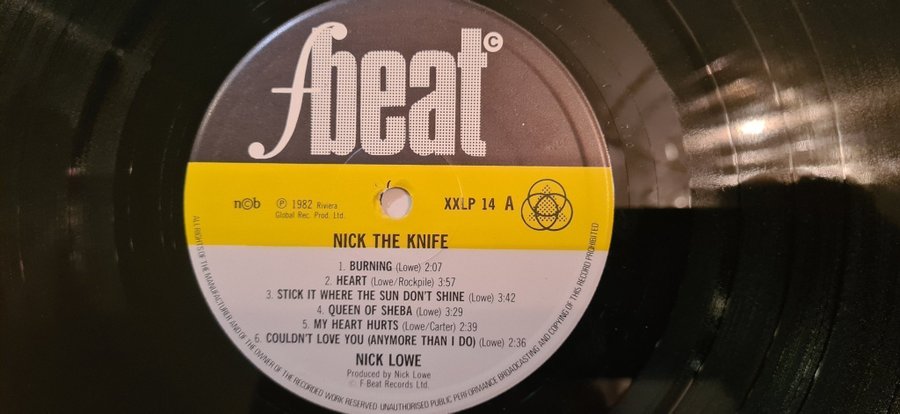 fbeat ©
n©b
℗ 1982 Riviera
Global Rec. Prod. Ltd.
XXLP 14 A
NICK THE KNIFE
1. BURNING (Lowe) 2:07
2. HEART (Lowe/Rockpile) 3:57
3. STICK IT WHERE THE SUN DON'T SHINE (Lowe) 3:42
4. QUEEN OF SHEBA (Lowe) 3:29
5. MY HEART HURTS (Lowe/Carter) 2:39
6. COULDN'T LOVE YOU (ANYMORE THAN I DO) (Lowe) 2:36
NICK LOWE
Produced by Nick Lowe
© F-Beat Records Ltd.
ALL RIGHTS OF THE MANUFACTURER AND OF THE OWNER OF THE RECORDED WORK RESERVED UNAUTHORISED PUBLIC PERFORMANCE BROADCASTING AND COPYING OF THIS RECORD PROHIBITED